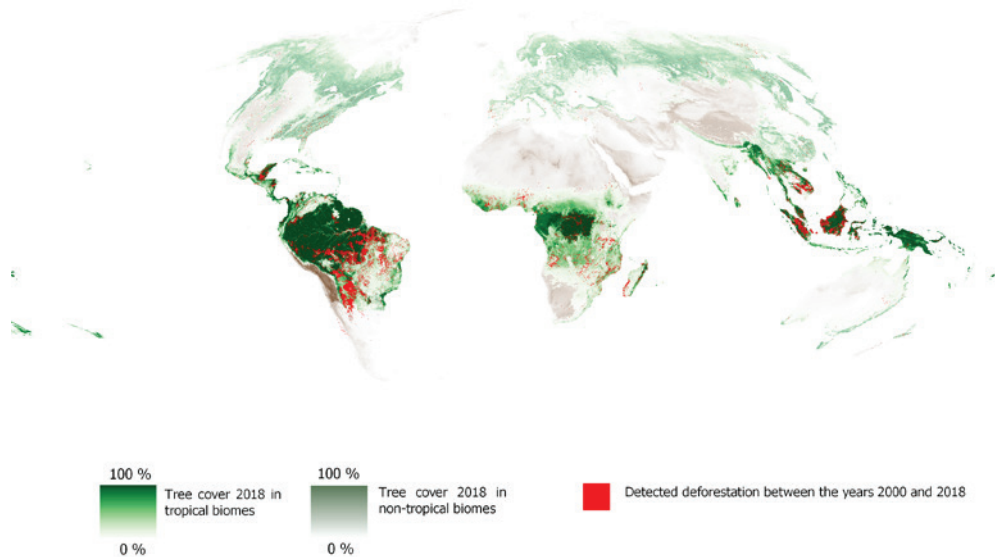 100 %
Tree cover 2018 in
tropical biomes
0 %
100 %
Tree cover 2018 in
non-tropical biomes
0 %
Detected deforestation between the years 2000 and 2018